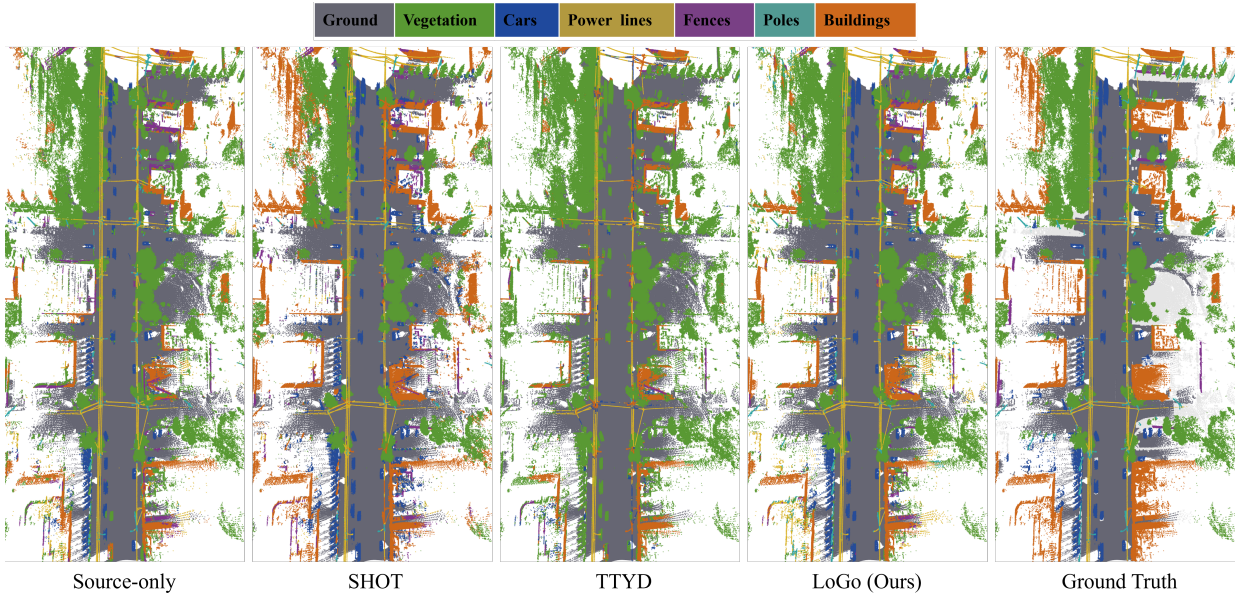 Ground Vegetation Cars Power lines Fences Poles Buildings
Source-only SHOT TTYD LoGo (Ours) Ground Truth